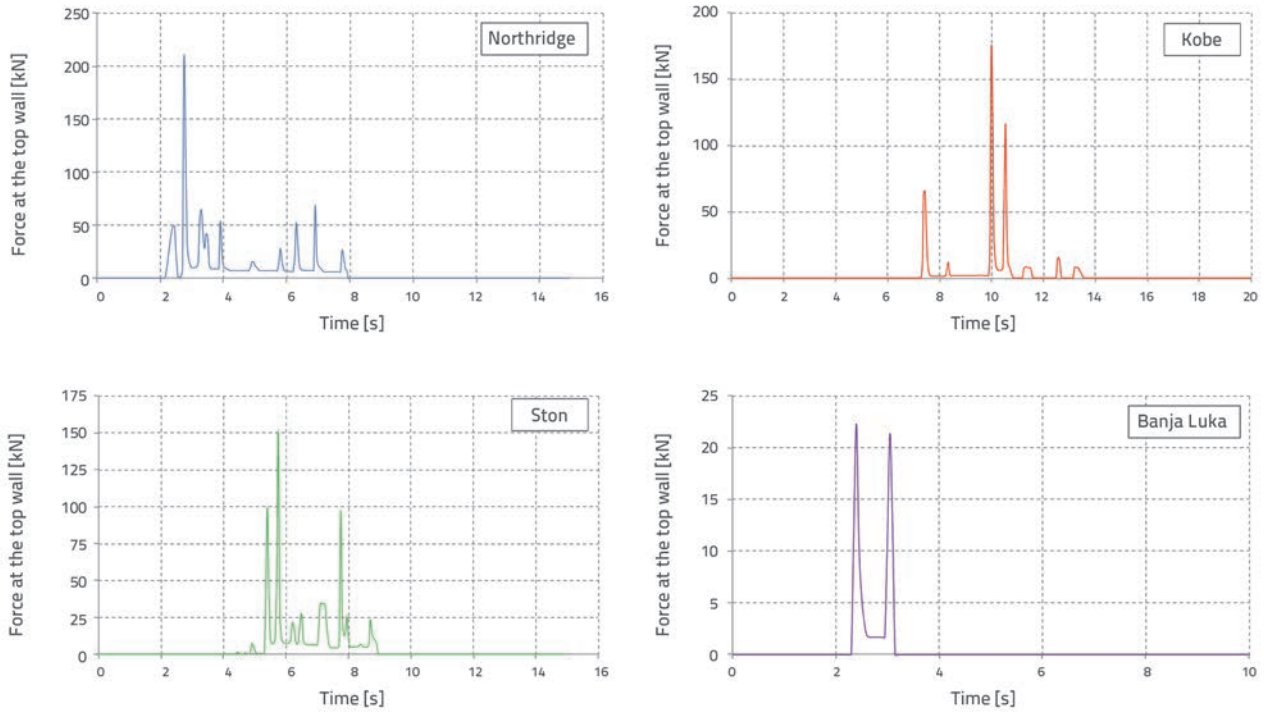 Northridge
Force at the top wall [kN]
250
200
150
100
50
0
0 2 4 6 8 10 12 14 16
Time [s]
Kobe
Force at the top wall [kN]
200
150
100
50
0
0 2 4 6 8 10 12 14 16 18 20
Time [s]
Ston
Force at the top wall [kN]
175
150
125
100
75
50
25
0
0 2 4 6 8 10 12 14 16
Time [s]
Banja Luka
Force at the top wall [kN]
25
20
15
10
5
0
0 2 4 6 8 10
Time [s]